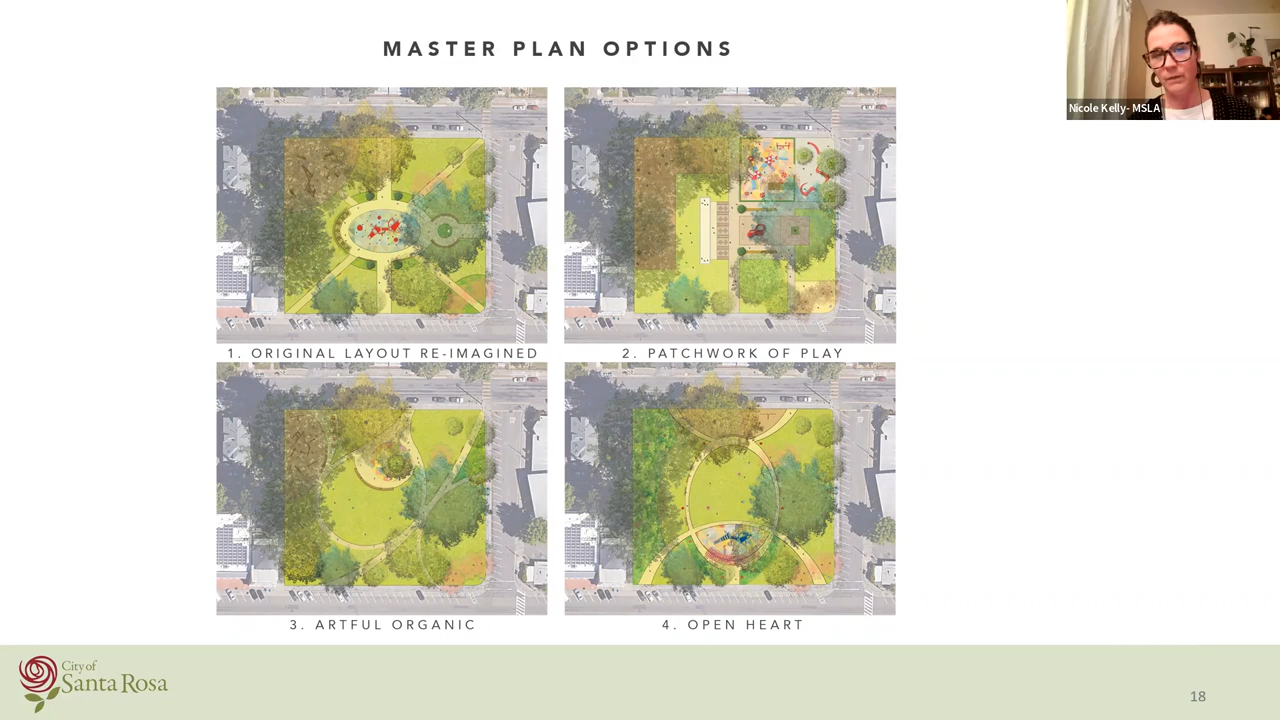 MASTER PLAN OPTIONS
Nicole Kelly- MSLA
1. ORIGINAL LAYOUT RE-IMAGINED
2. PATCHWORK OF PLAY
3. ARTFUL ORGANIC
4. OPEN HEART
City of
Santa Rosa
18